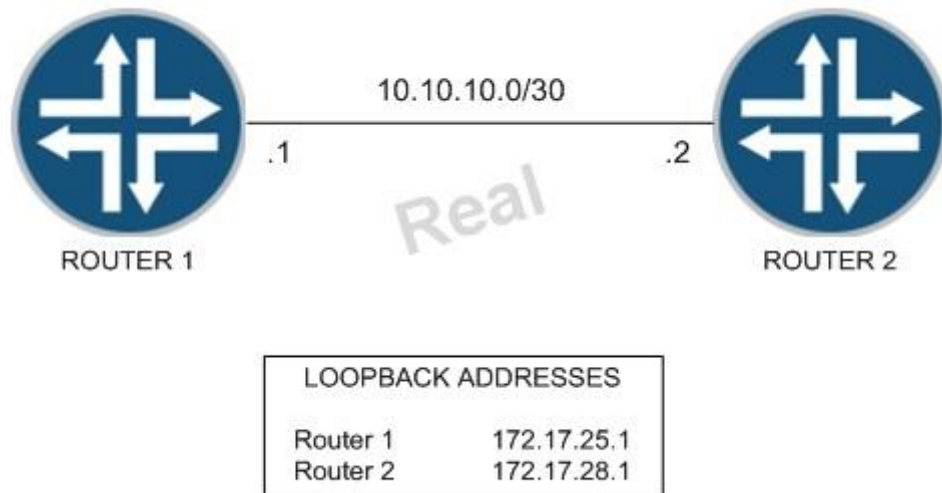 10.10.10.0/30
.1 .2
Real
ROUTER 1 ROUTER 2
LOOPBACK ADDRESSES
Router 1 172.17.25.1
Router 2 172.17.28.1